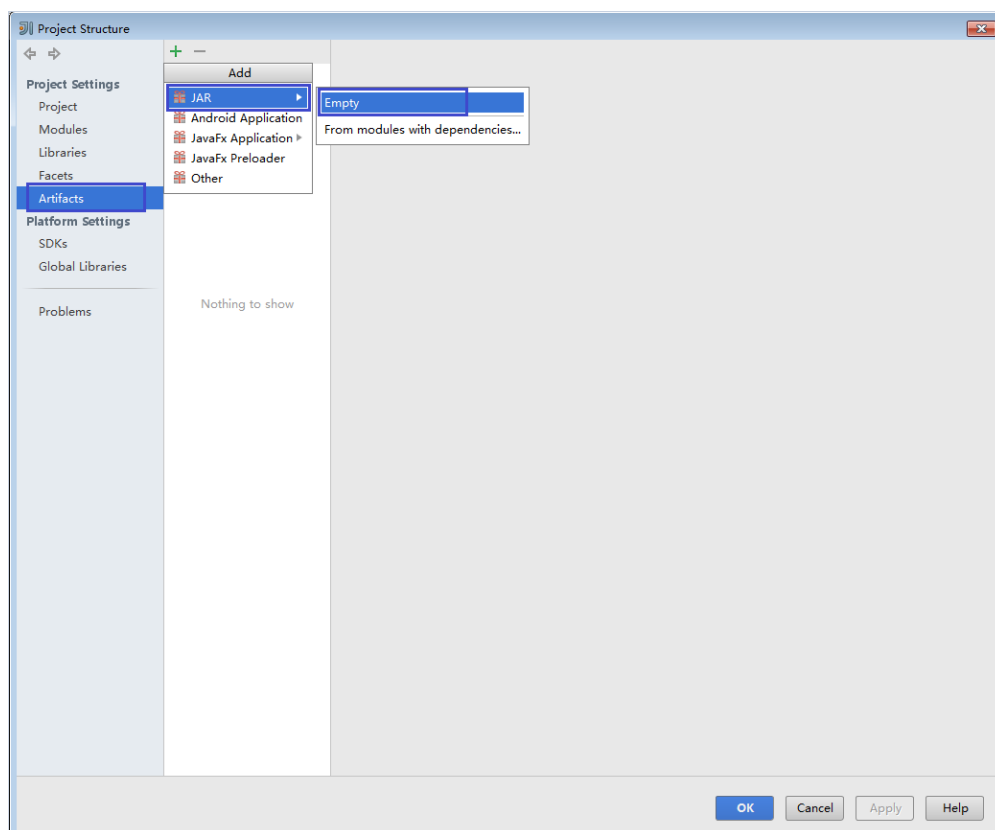 Project Structure
Project Settings
Project
Modules
Libraries
Facets
Artifacts
Platform Settings
SDKs
Global Libraries
Problems
Add
JAR
Android Application
JavaFx Application
JavaFx Preloader
Other
Empty
From modules with dependencies...
Nothing to show
OK
Cancel
Apply
Help